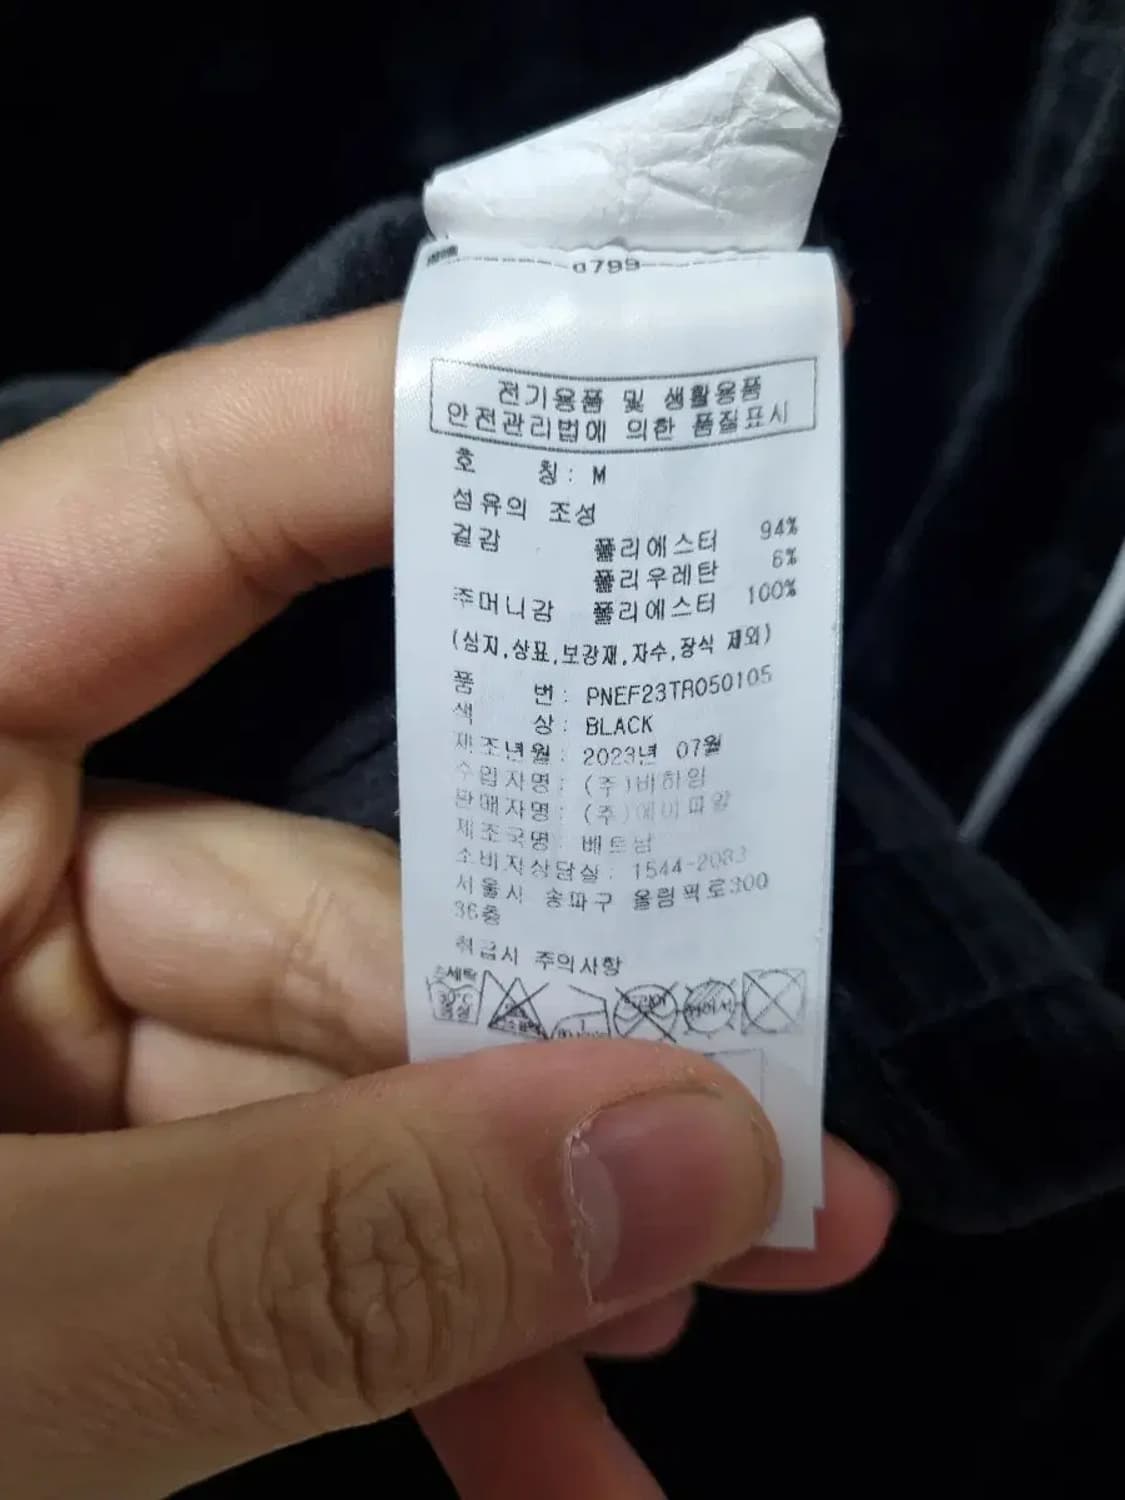 a799
전기용품 및 생활용품
안전관리법에 의한 품질표시
호 칭 : M
섬유의 조성
겉감 폴리에스터 94%
폴리우레탄 6%
주머니감 폴리에스터 100%
(심지,상표,보강재,자수,장식 제외)
품 번 : PNEF23TR050105
색 상 : BLACK
제조년월 : 2023년 07월
수입자명 : (주)비하임
판매자명 : (주)에이피알
제조국명 : 베트남
소비자상담실 : 1544-2083
서울시 송파구 올림픽로300
36층
취급시 주의사항
손세탁
30°C
중성
드라이